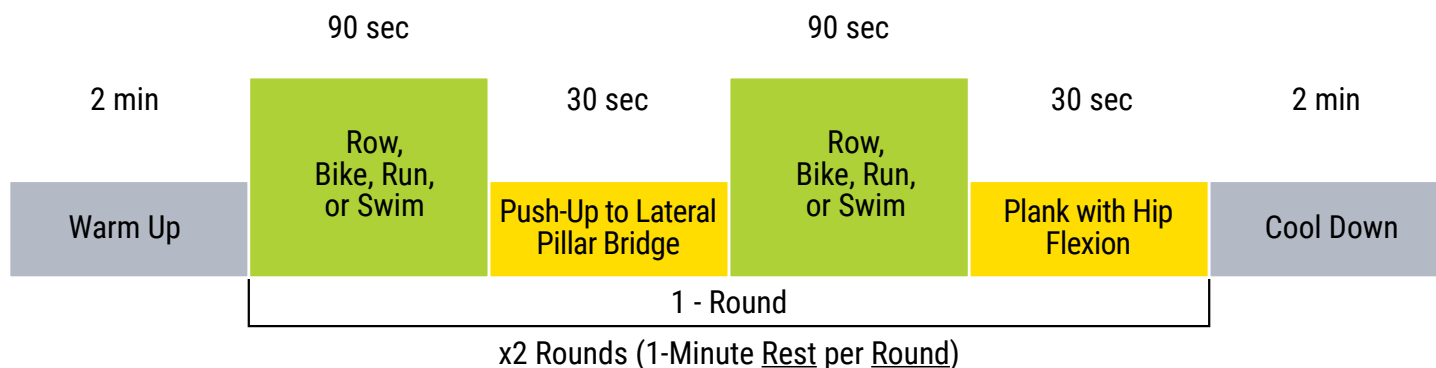 90 sec
90 sec
2 min
30 sec
30 sec
2 min
Row,
Bike, Run,
or Swim
Row,
Bike, Run,
or Swim
Warm Up
Push-Up to Lateral
Pillar Bridge
Plank with Hip
Flexion
Cool Down
1 - Round
x2 Rounds (1-Minute Rest per Round)